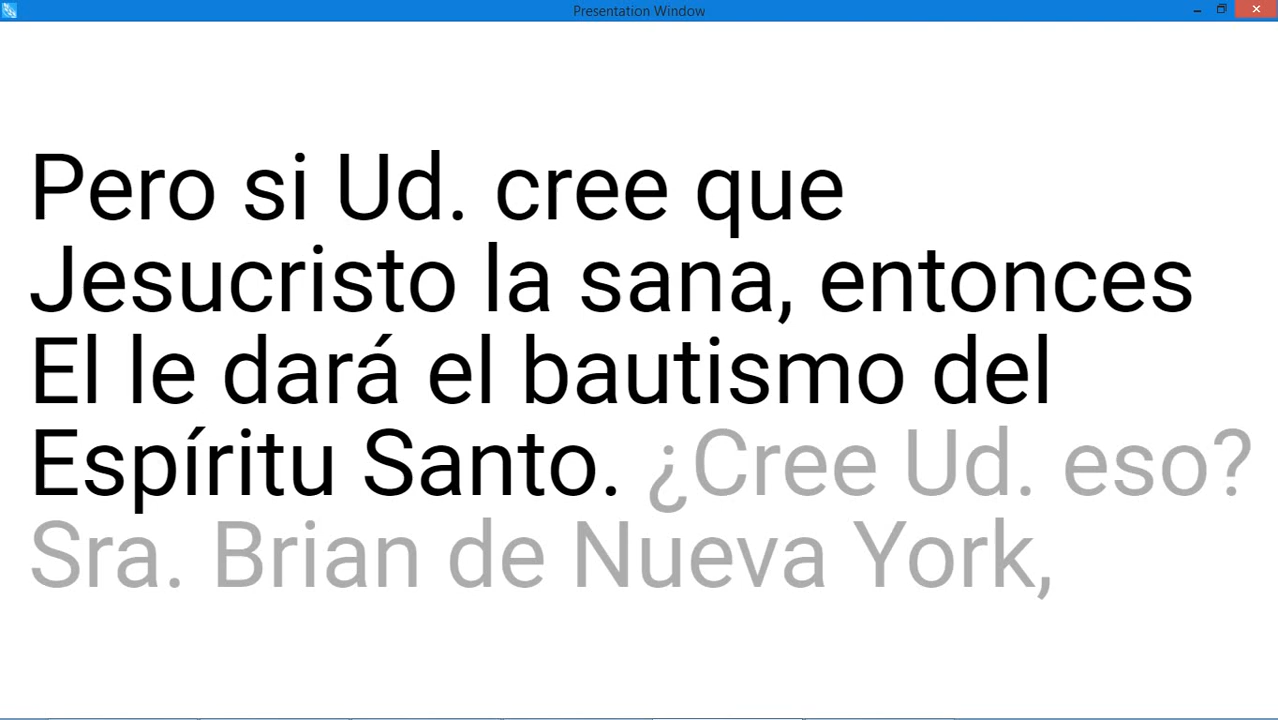 Presentation Window
Pero si Ud. cree que
Jesucristo la sana, entonces
El le dará el bautismo del
Espíritu Santo. ¿Cree Ud. eso?
Sra. Brian de Nueva York,